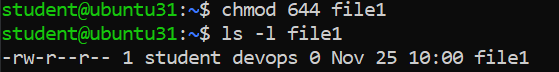 student@ubuntu31:~$ chmod 644 file1
student@ubuntu31:~$ ls -l file1
-rw-r--r-- 1 student devops 0 Nov 25 10:00 file1